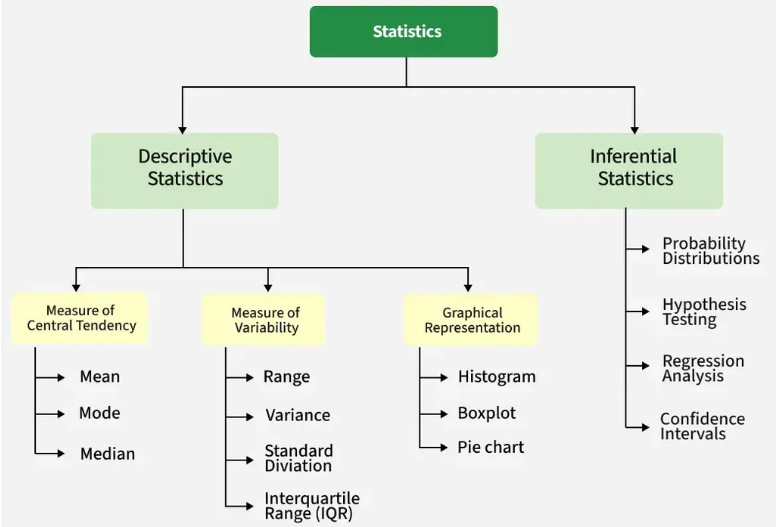 Statistics
Descriptive
Statistics
Inferential
Statistics
Measure of
Central Tendency
Mean
Mode
Median
Measure of
Variability
Range
Variance
Standard
Diviation
Interquartile
Range (IQR)
Graphical
Representation
Histogram
Boxplot
Pie chart
Probability
Distributions
Hypothesis
Testing
Regression
Analysis
Confidence
Intervals